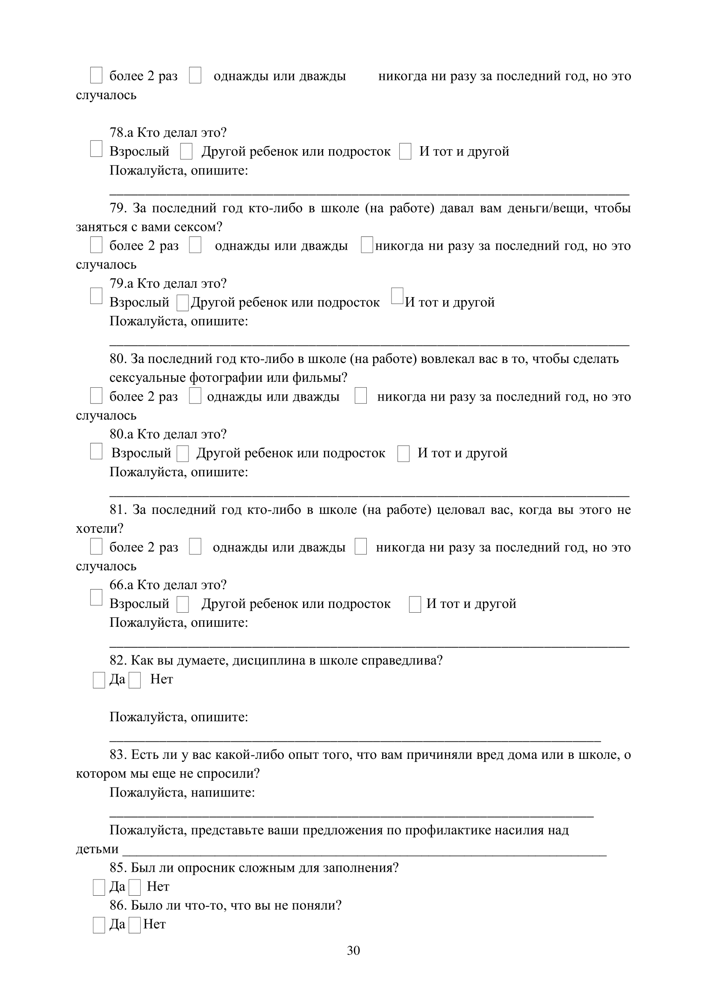 более 2 раз однажды или дважды никогда ни разу за последний год, но это
случалось
78.а Кто делал это?
Взрослый Другой ребенок или подросток И тот и другой
Пожалуйста, опишите:
_________________________________________________________________________
79. За последний год кто-либо в школе (на работе) давал вам деньги/вещи, чтобы
заняться с вами сексом?
более 2 раз однажды или дважды никогда ни разу за последний год, но это
случалось
79.а Кто делал это?
Взрослый Другой ребенок или подросток И тот и другой
Пожалуйста, опишите:
_________________________________________________________________________
80. За последний год кто-либо в школе (на работе) вовлекал вас в то, чтобы сделать
сексуальные фотографии или фильмы?
более 2 раз однажды или дважды никогда ни разу за последний год, но это
случалось
80.а Кто делал это?
Взрослый Другой ребенок или подросток И тот и другой
Пожалуйста, опишите:
_________________________________________________________________________
81. За последний год кто-либо в школе (на работе) целовал вас, когда вы этого не
хотели?
более 2 раз однажды или дважды никогда ни разу за последний год, но это
случалось
66.а Кто делал это?
Взрослый Другой ребенок или подросток И тот и другой
Пожалуйста, опишите:
_________________________________________________________________________
82. Как вы думаете, дисциплина в школе справедлива?
Да Нет
Пожалуйста, опишите:
_____________________________________________________________________
83. Есть ли у вас какой-либо опыт того, что вам причиняли вред дома или в школе, о
котором мы еще не спросили?
Пожалуйста, напишите:
____________________________________________________________________
Пожалуйста, представьте ваши предложения по профилактике насилия над
детьми ____________________________________________________________________
85. Был ли опросник сложным для заполнения?
Да Нет
86. Было ли что-то, что вы не поняли?
Да Нет
30